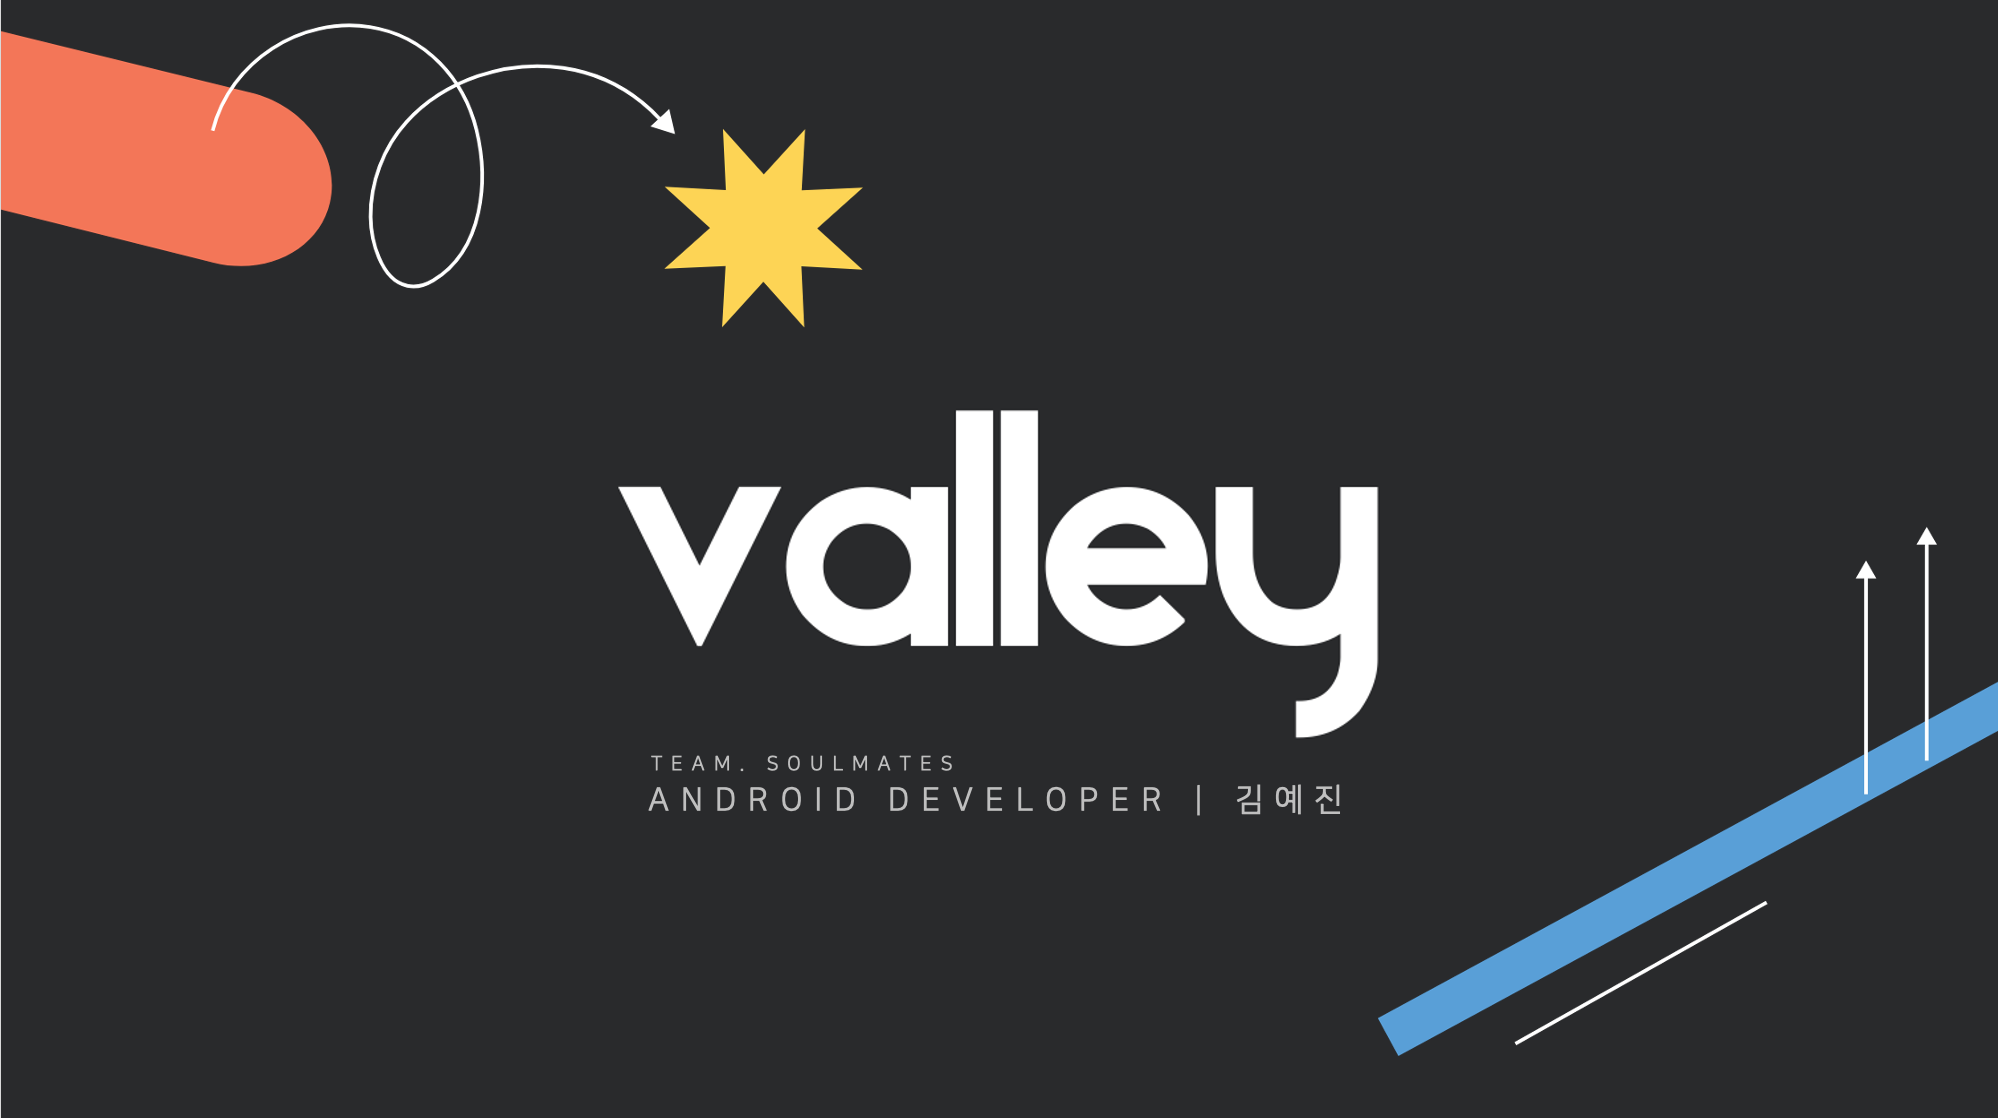 valley
TEAM. SOULMATES
ANDROID DEVELOPER | 김예진